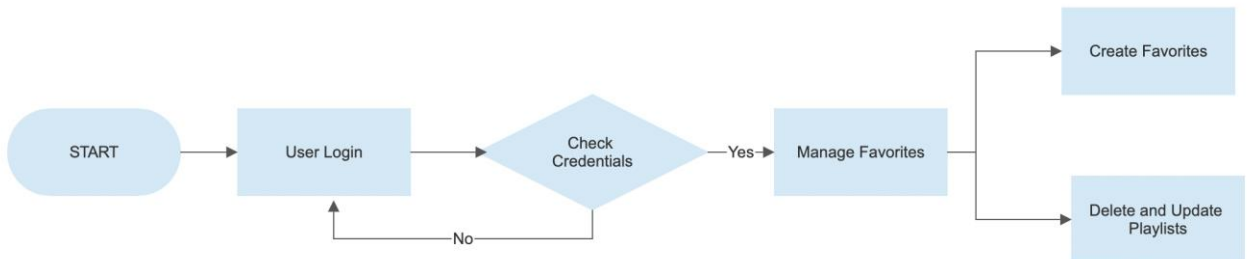 START
User Login
Check
Credentials
Yes
Manage Favorites
Create Favorites
Delete and Update
Playlists
No